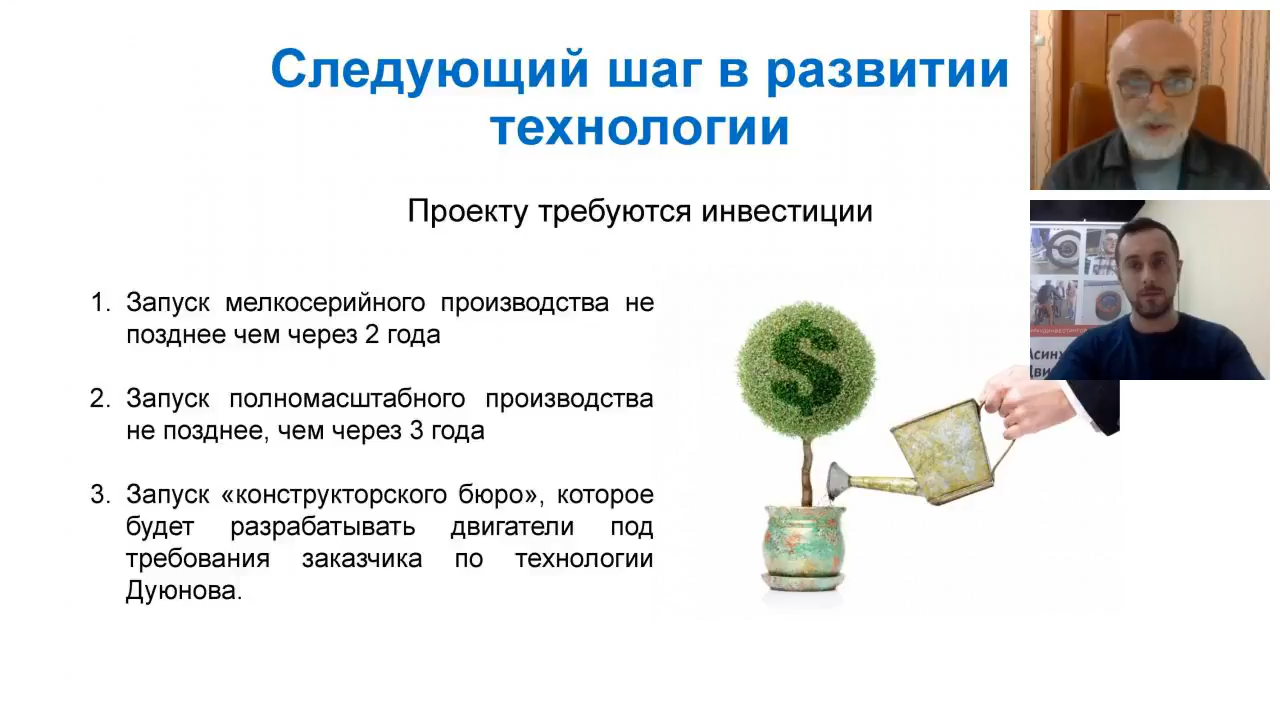 Следующий шаг в развитии
технологии
Проекту требуются инвестиции
1. Запуск мелкосерийного производства не
позднее чем через 2 года
2. Запуск полномасштабного производства
не позднее, чем через 3 года
3. Запуск «конструкторского бюро», которое
будет разрабатывать двигатели под
требования заказчика по технологии
Дуюнова.
$